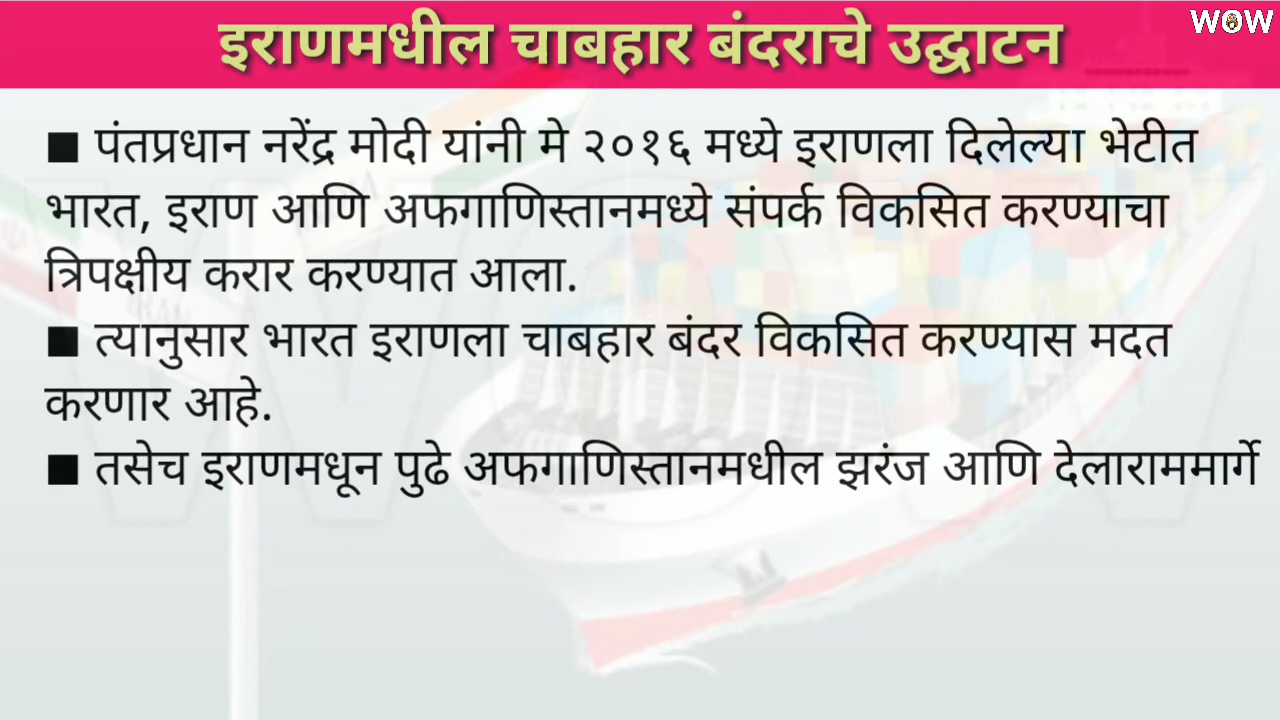 इराणमधील चाबहार बंदराचे उद्घाटन
WOW
■ पंतप्रधान नरेंद्र मोदी यांनी मे २०१६ मध्ये इराणला दिलेल्या भेटीत
भारत, इराण आणि अफगाणिस्तानमध्ये संपर्क विकसित करण्याचा
त्रिपक्षीय करार करण्यात आला.
■ त्यानुसार भारत इराणला चाबहार बंदर विकसित करण्यास मदत
करणार आहे.
■ तसेच इराणमधून पुढे अफगाणिस्तानमधील झरंज आणि देलाराममार्गे